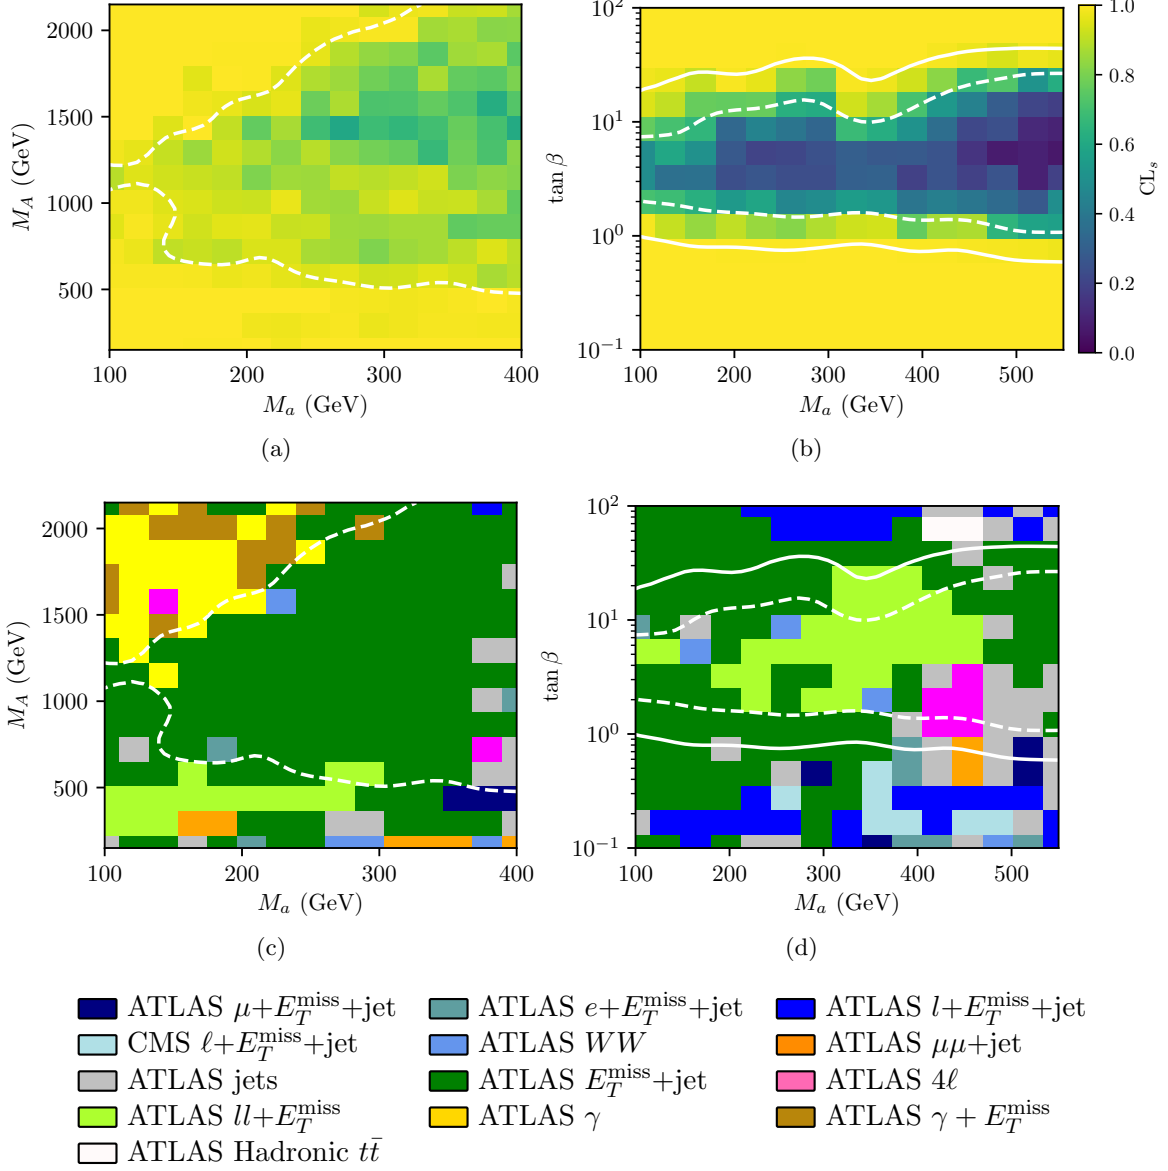 2000
1500
1000
500
M_A (GeV)
100 200 300 400
M_a (GeV)
(a)
10^2
10^1
10^0
10^−1
tan β
100 200 300 400 500
M_a (GeV)
(b)
1.0
0.8
0.6
0.4
0.2
0.0
CL_s
2000
1500
1000
500
M_A (GeV)
100 200 300 400
M_a (GeV)
(c)
10^2
10^1
10^0
10^−1
tan β
100 200 300 400 500
M_a (GeV)
(d)
ATLAS μ+E_T^miss+jet ATLAS e+E_T^miss+jet ATLAS l+E_T^miss+jet
CMS ℓ+E_T^miss+jet ATLAS WW ATLAS μμ+jet
ATLAS jets ATLAS E_T^miss+jet ATLAS 4ℓ
ATLAS ll+E_T^miss ATLAS γ ATLAS γ + E_T^miss
ATLAS Hadronic tt̄